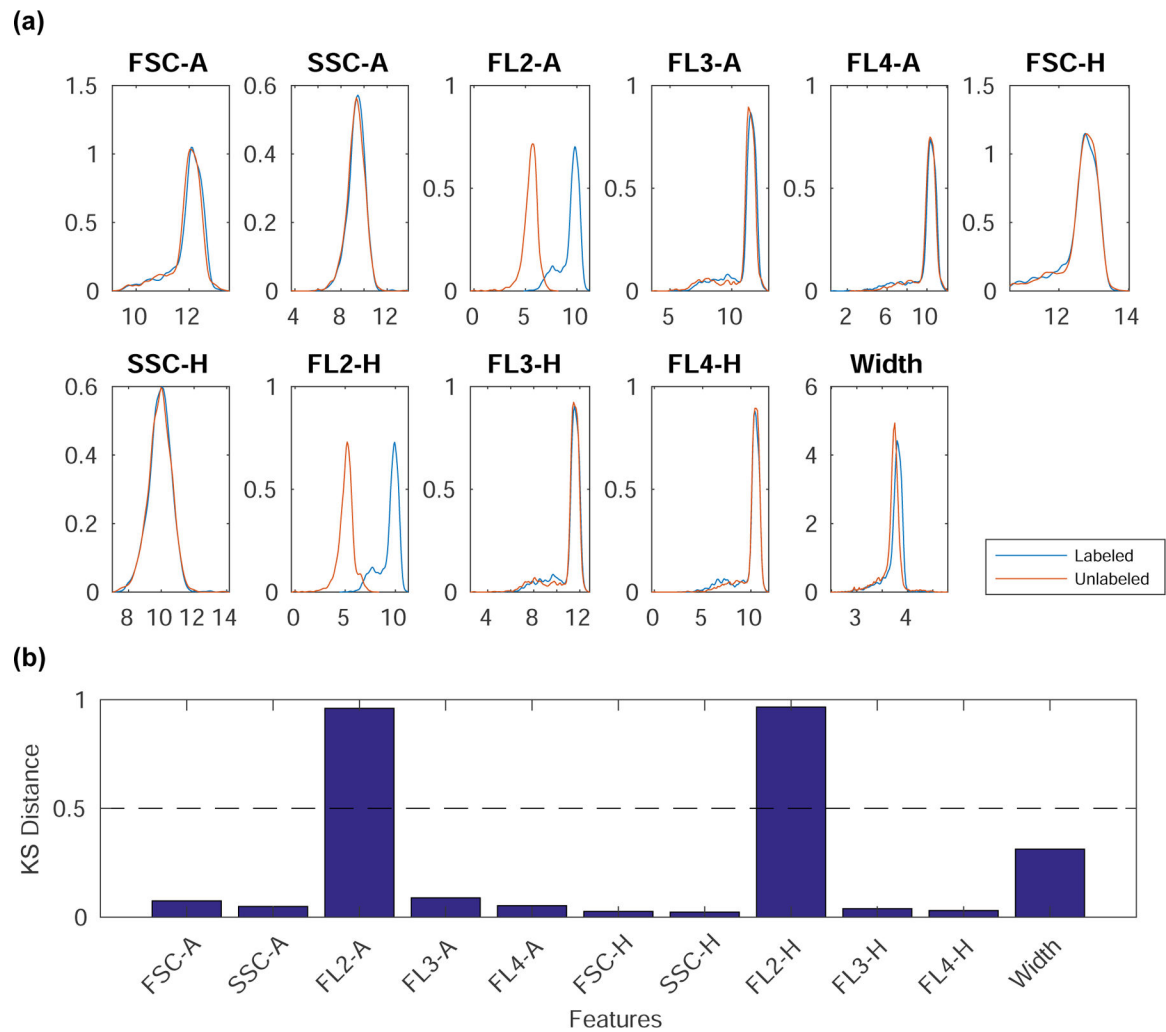 (a)
FSC-A SSC-A FL2-A FL3-A FL4-A FSC-H
1.5 0.6 1 1 1 1.5
1 0.4 0.5 0.5 0.5 1
0.5 0.2 0.5
0 0 0 0 0 0
10 12 4 6 8 10 12 0 5 10 5 10 2 6 10 12 14
SSC-H FL2-H FL3-H FL4-H Width
0.6 1 1 1 6
0.4 0.5 0.5 0.5 4
0.2 2
0 0 0 0 0
8 10 12 14 0 5 10 4 8 12 0 5 10 3 4
Labeled
Unlabeled
(b)
1
0.5
0
KS Distance
FSC-A SSC-A FL2-A FL3-A FL4-A FSC-H SSC-H FL2-H FL3-H FL4-H Width
Features